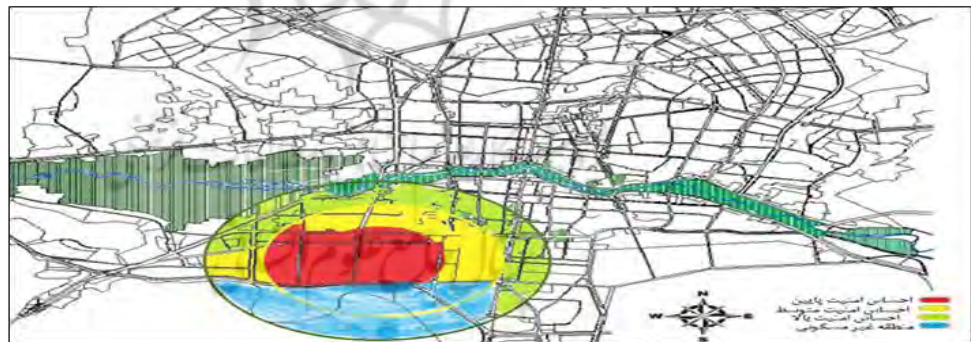 احساس امنیت پایین
احساس امنیت متوسط
احساس امنیت بالا
منطقه غیر مسکونی
N
W E
S